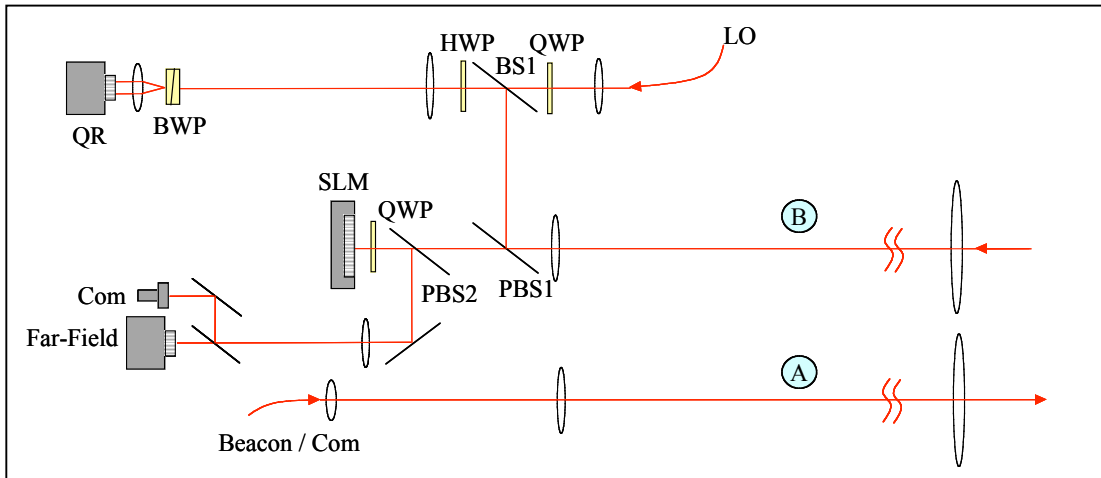 LO
HWP
BS1
QWP
QR
BWP
SLM
QWP
B
PBS2
PBS1
Com
Far-Field
A
Beacon / Com